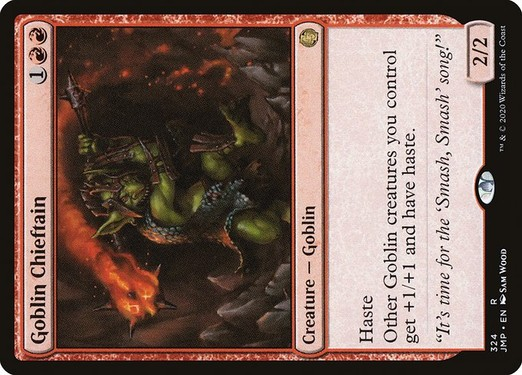 Goblin Chieftain
1
Creature — Goblin
Haste
Other Goblin creatures you control
get +1/+1 and have haste.
“It’s time for the ‘Smash, Smash’ song!”
2/2
324 R
JMP • EN SAM WOOD
™ & © 2020 Wizards of the Coast